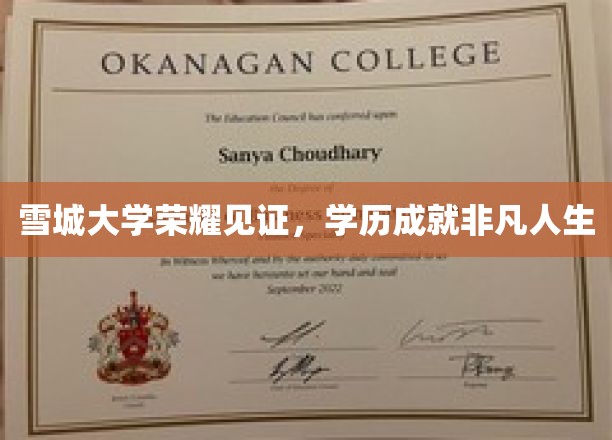 OKANAGAN COLLEGE
The Education Council has conferred upon
Sanya Choudhary
the Degree of
雪城大学荣耀见证，学历成就非凡人生
In Witness Whereof and by the authority duly committed to us
we have hereunto set our hand and seal
September 2022